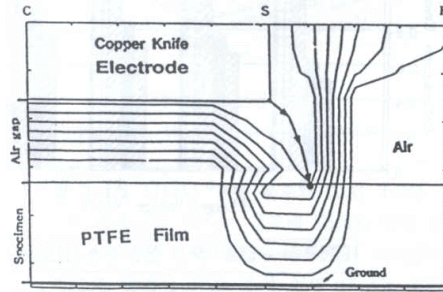 C S
Copper Knife
Electrode
Air gap
Air
Specimen
PTFE Film
Ground